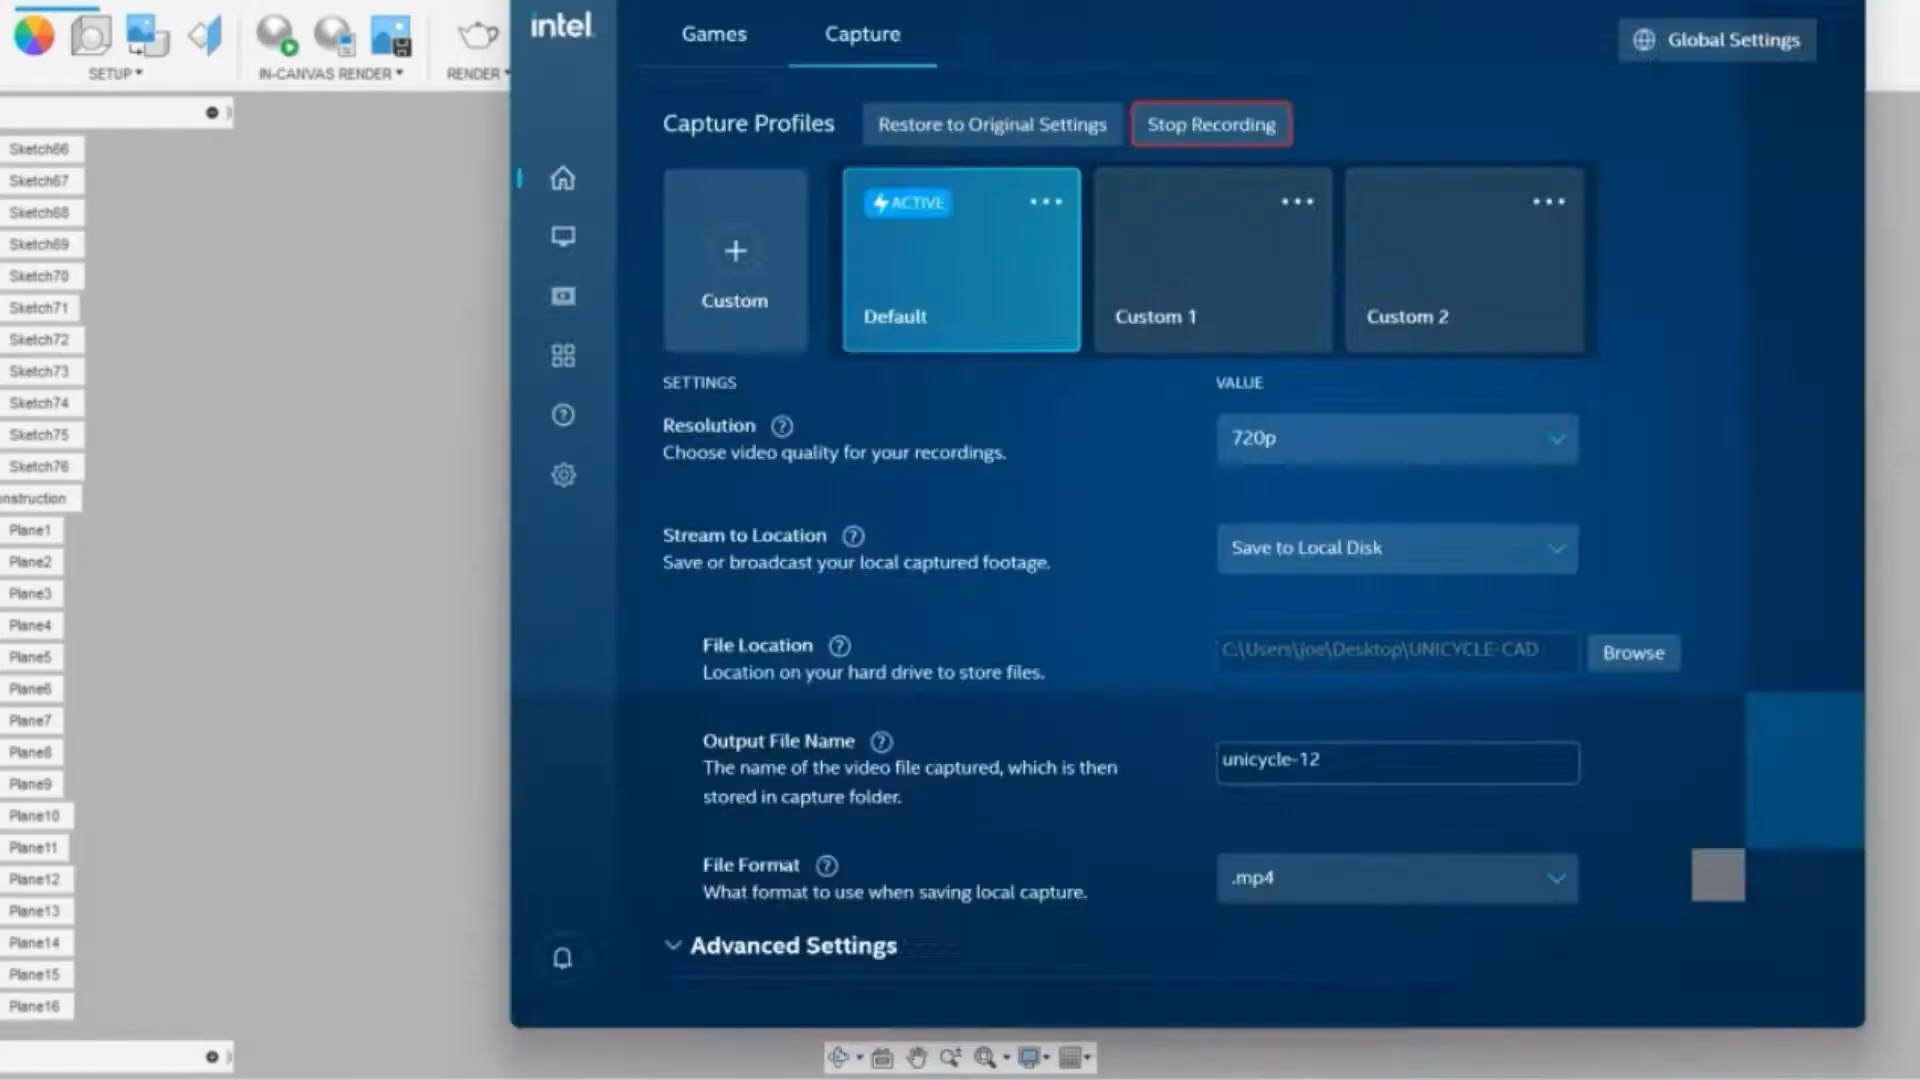 intel.
Games
Capture
Global Settings
SETUP
IN-CANVAS RENDER
RENDER
Capture Profiles
Restore to Original Settings
Stop Recording
Custom
ACTIVE
Default
Custom 1
Custom 2
Sketch66
Sketch67
Sketch68
Sketch69
Sketch70
Sketch71
Sketch72
Sketch73
Sketch74
Sketch75
Sketch76
onstruction
Plane1
Plane2
Plane3
Plane4
Plane5
Plane6
Plane7
Plane8
Plane9
Plane10
Plane11
Plane12
Plane13
Plane14
Plane15
Plane16
SETTINGS
VALUE
Resolution
Choose video quality for your recordings.
720p
Stream to Location
Save or broadcast your local captured footage.
Save to Local Disk
File Location
Location on your hard drive to store files.
C:\Users\joe\Desktop\UNICYCLE-CAD
Browse
Output File Name
The name of the video file captured, which is then
stored in capture folder.
unicycle-12
File Format
What format to use when saving local capture.
.mp4
Advanced Settings